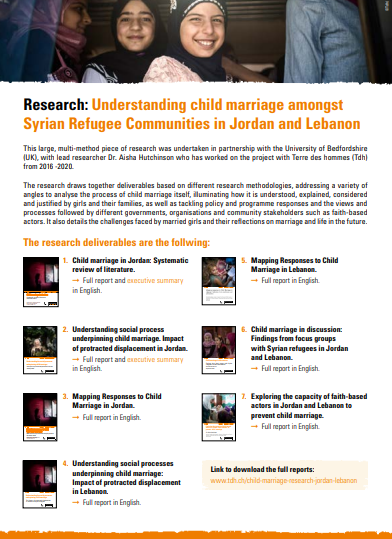 Research: Understanding child marriage amongst
Syrian Refugee Communities in Jordan and Lebanon
This large, multi-method piece of research was undertaken in partnership with the University of Bedfordshire
(UK), with lead researcher Dr. Aisha Hutchinson who has worked on the project with Terre des hommes (Tdh)
from 2016 -2020.
The research draws together deliverables based on different research methodologies, addressing a variety of
angles to analyse the process of child marriage itself, illuminating how it is understood, explained, considered
and justified by girls and their families, as well as tackling policy and programme responses and the views and
processes followed by different governments, organisations and community stakeholders such as faith-based
actors. It also details the challenges faced by married girls and their reflections on marriage and life in the future.
The research deliverables are the follwing:
1. Child marriage in Jordan: Systematic
review of literature.
→ Full report and executive summary
in English.
2. Understanding social process
underpinning child marriage. Impact
of protracted displacement in Jordan.
→ Full report and executive summary
in English.
3. Mapping Responses to Child
Marriage in Jordan.
→ Full report in English.
4. Understanding social processes
underpinning child marriage:
Impact of protracted displacement
in Lebanon.
→ Full report in English.
5. Mapping Responses to Child
Marriage in Lebanon.
→ Full report in English.
6. Child marriage in discussion:
Findings from focus groups
with Syrian refugees in Jordan
and Lebanon.
→ Full report in English.
7. Exploring the capacity of faith-based
actors in Jordan and Lebanon to
prevent child marriage.
→ Full report in English.
Link to download the full reports:
www.tdh.ch/child-marriage-research-jordan-lebanon